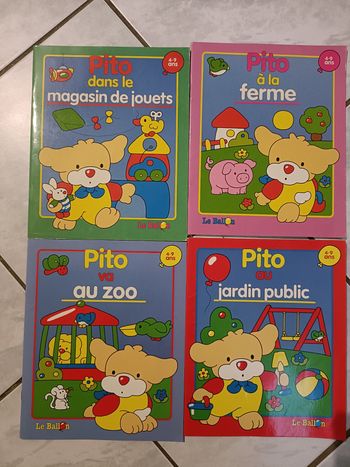 Pito
dans le
magasin de jouets
4-9
ans
Le Ballon
Pito
à la
ferme
4-9
ans
Le Ballon
Pito
va
au zoo
4-9
ans
Le Ballon
Pito
au
jardin public
4-9
ans
Le Ballon